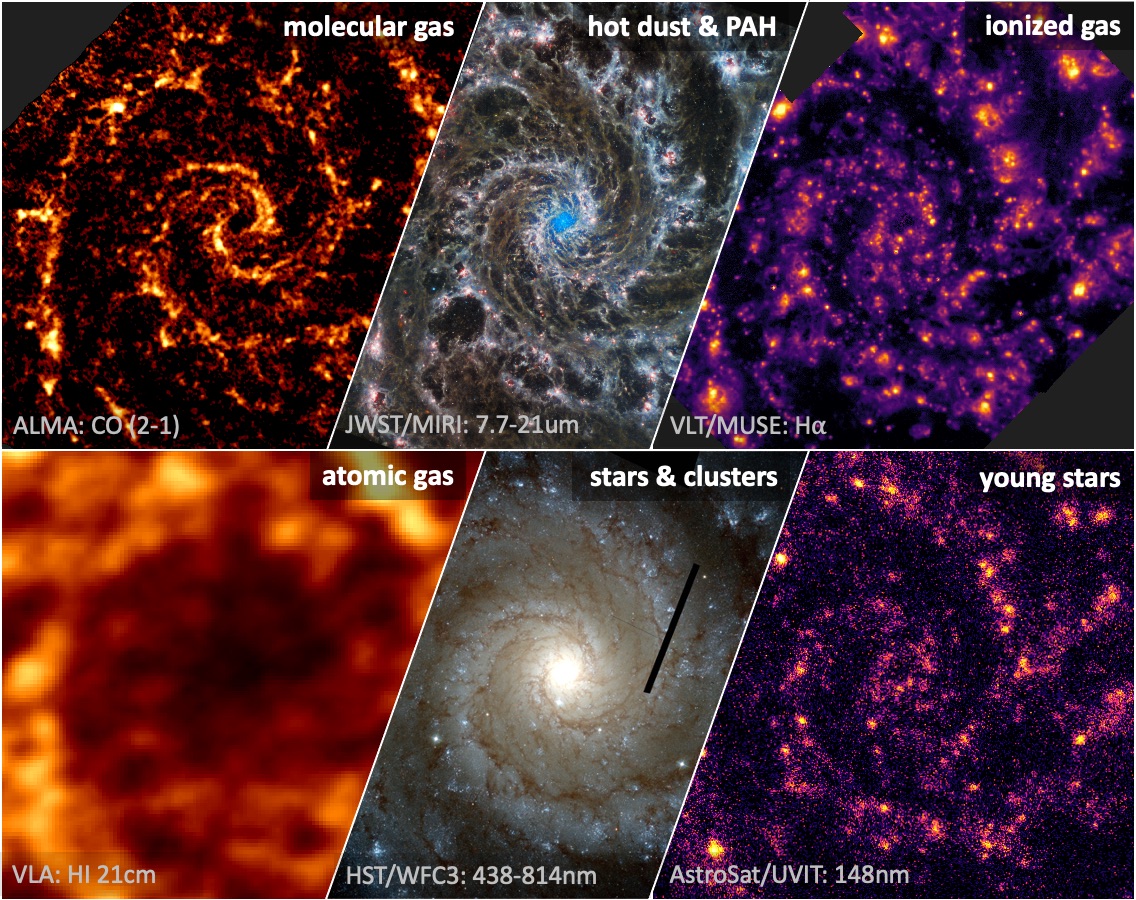 molecular gas
hot dust & PAH
ionized gas
ALMA: CO (2-1)
JWST/MIRI: 7.7-21um
VLT/MUSE: Hα
atomic gas
stars & clusters
young stars
VLA: HI 21cm
HST/WFC3: 438-814nm
AstroSat/UVIT: 148nm